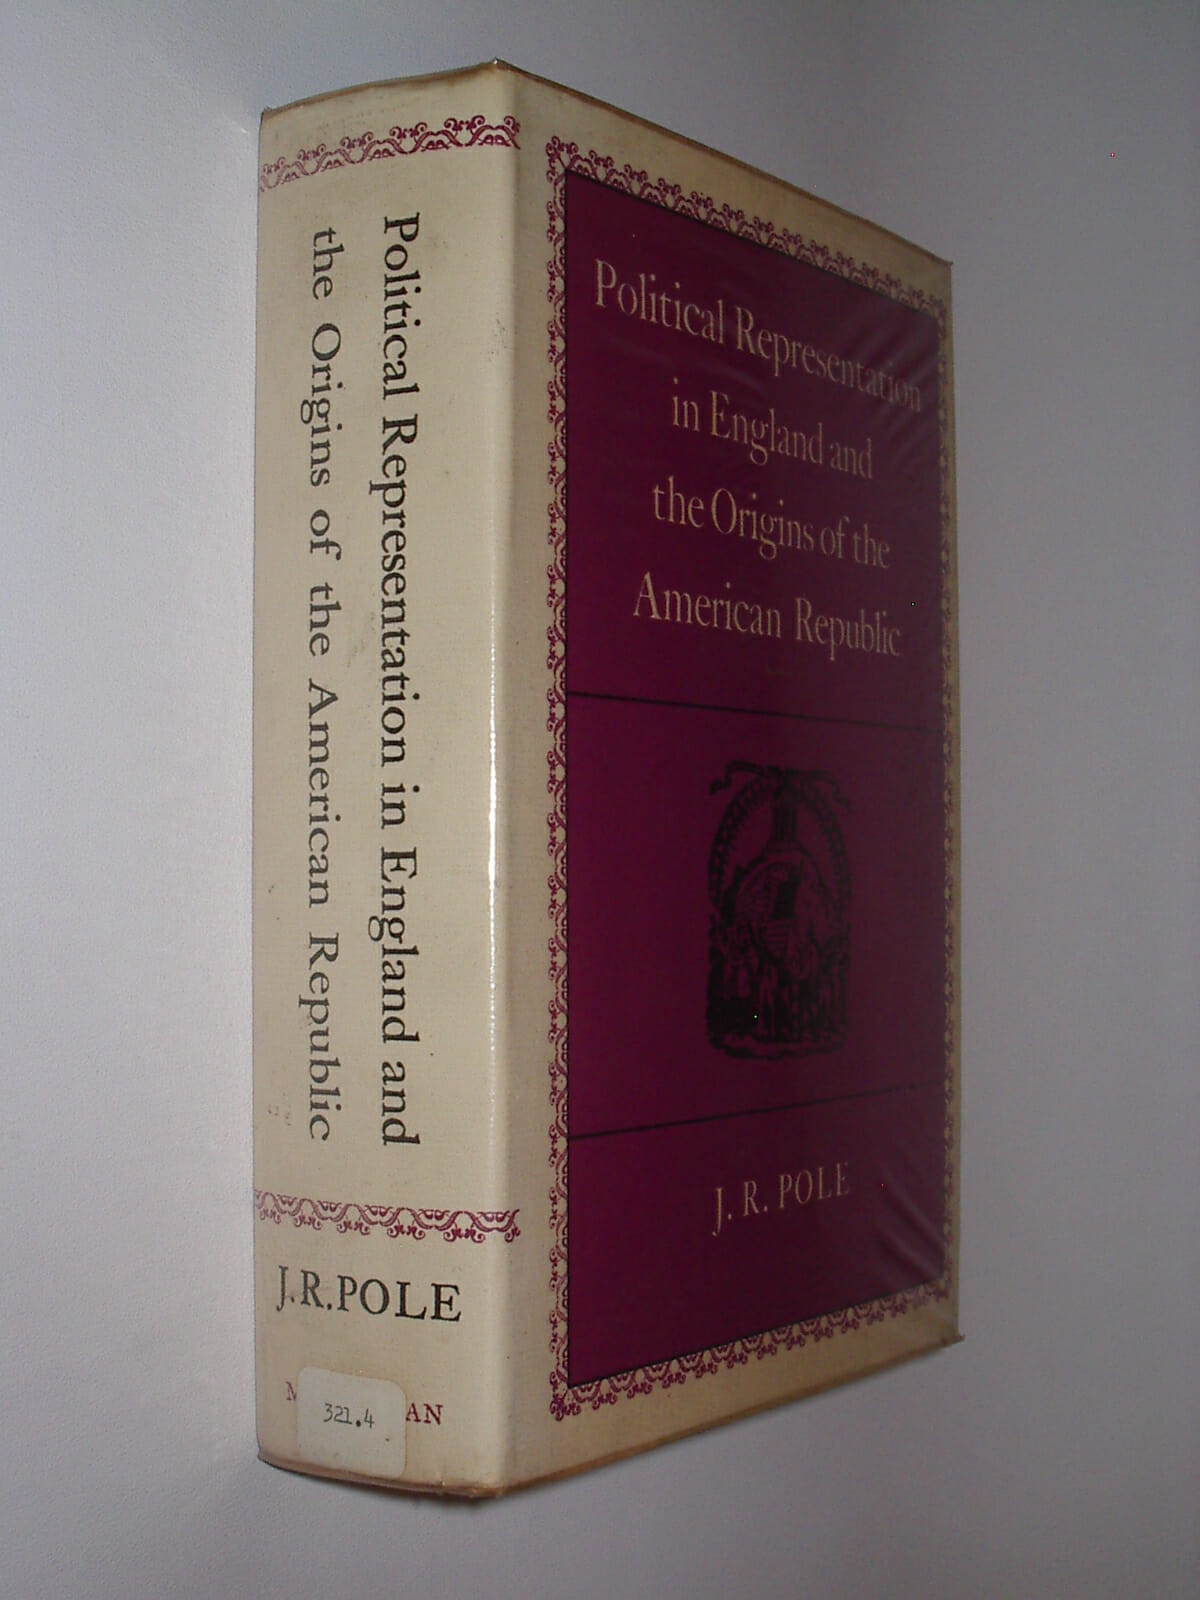 Political Representation in England and
the Origins of the American Republic
J.R.POLE
321.4
Political Representation
in England and
the Origins of the
American Republic
J. R. POLE